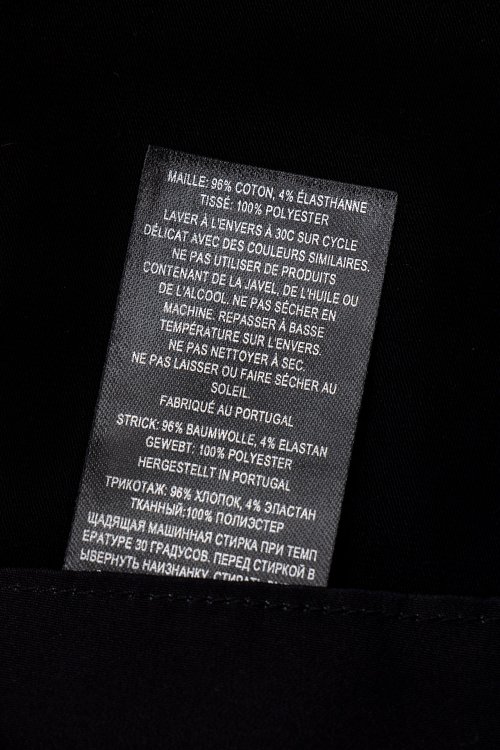 MAILLE: 96% COTON, 4% ÉLASTHANNE
TISSÉ: 100% POLYESTER
LAVER À L'ENVERS À 30C SUR CYCLE
DÉLICAT AVEC DES COULEURS SIMILAIRES.
NE PAS UTILISER DE PRODUITS
CONTENANT DE LA JAVEL, DE L'HUILE OU
DE L'ALCOOL. NE PAS SÉCHER EN
MACHINE. REPASSER À BASSE
TEMPÉRATURE SUR L'ENVERS.
NE PAS NETTOYER À SEC.
NE PAS LAISSER OU FAIRE SÉCHER AU
SOLEIL.
FABRIQUÉ AU PORTUGAL
STRICK: 96% BAUMWOLLE, 4% ELASTAN
GEWEBT: 100% POLYESTER
HERGESTELLT IN PORTUGAL
ТРИКОТАЖ: 96% ХЛОПОК, 4% ЭЛАСТАН
ТКАНЫЙ:100% ПОЛИЭСТЕР
ЩАДЯЩАЯ МАШИННАЯ СТИРКА ПРИ ТЕМП
ЕРАТУРЕ 30 ГРАДУСОВ. ПЕРЕД СТИРКОЙ В
ЫВЕРНУТЬ НАИЗНАНКУ.